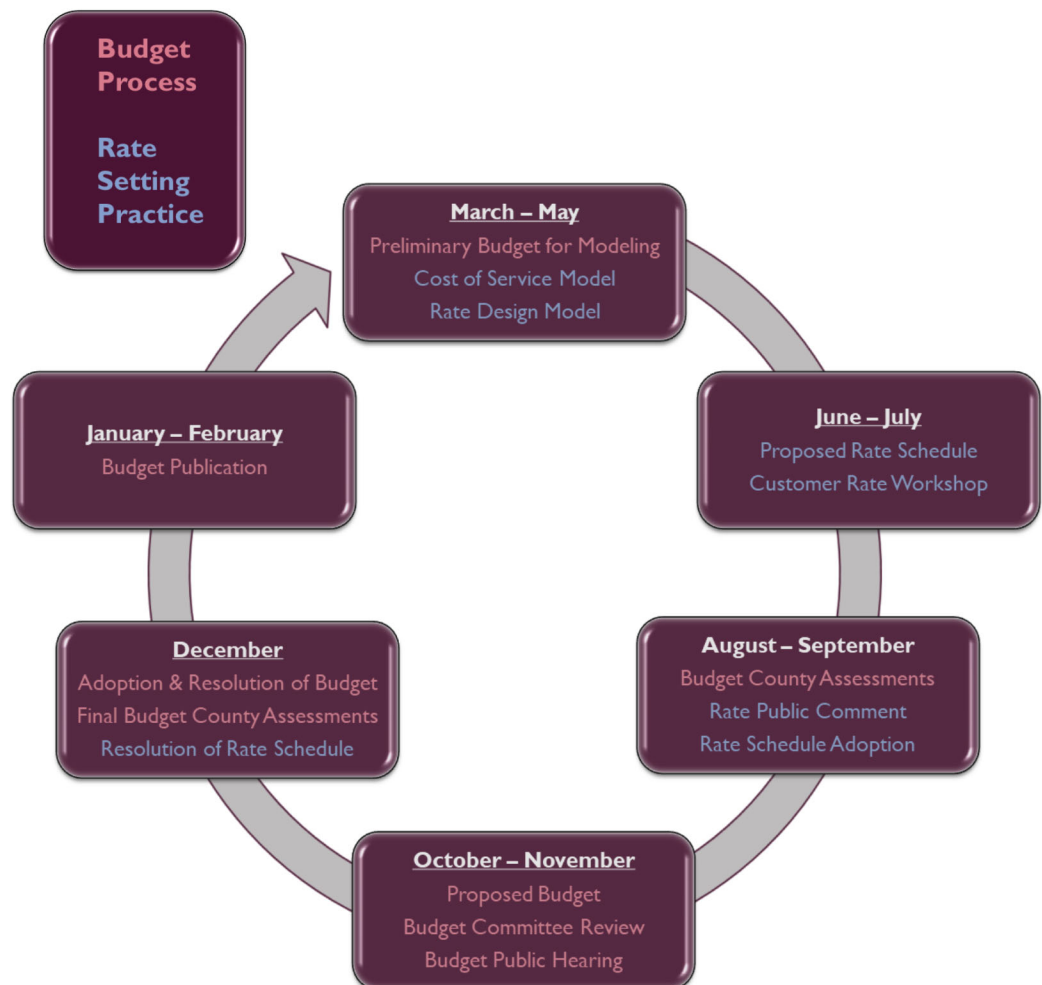 Budget
Process
Rate
Setting
Practice
March – May
Preliminary Budget for Modeling
Cost of Service Model
Rate Design Model
June – July
Proposed Rate Schedule
Customer Rate Workshop
August – September
Budget County Assessments
Rate Public Comment
Rate Schedule Adoption
October – November
Proposed Budget
Budget Committee Review
Budget Public Hearing
December
Adoption & Resolution of Budget
Final Budget County Assessments
Resolution of Rate Schedule
January – February
Budget Publication